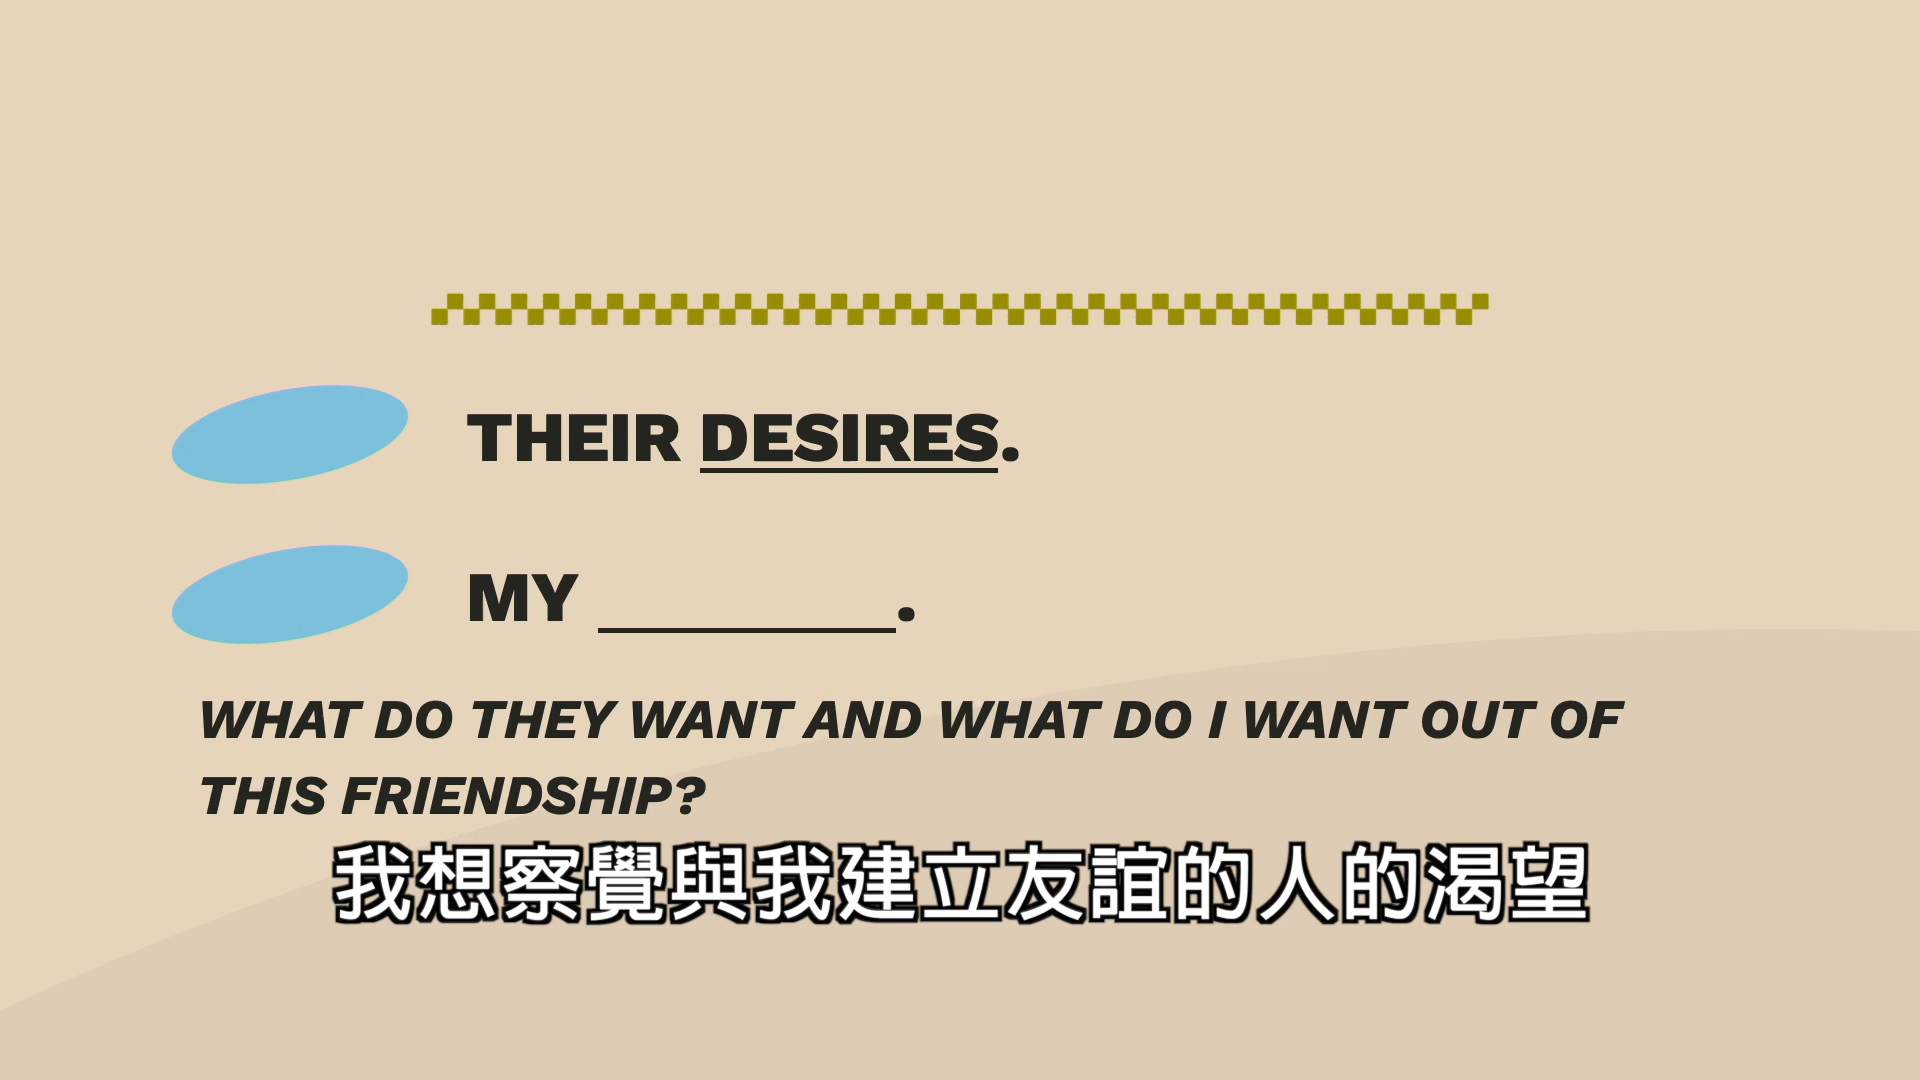 THEIR DESIRES.
MY _________.
WHAT DO THEY WANT AND WHAT DO I WANT OUT OF
THIS FRIENDSHIP?
我想察覺與我建立友誼的人的渴望